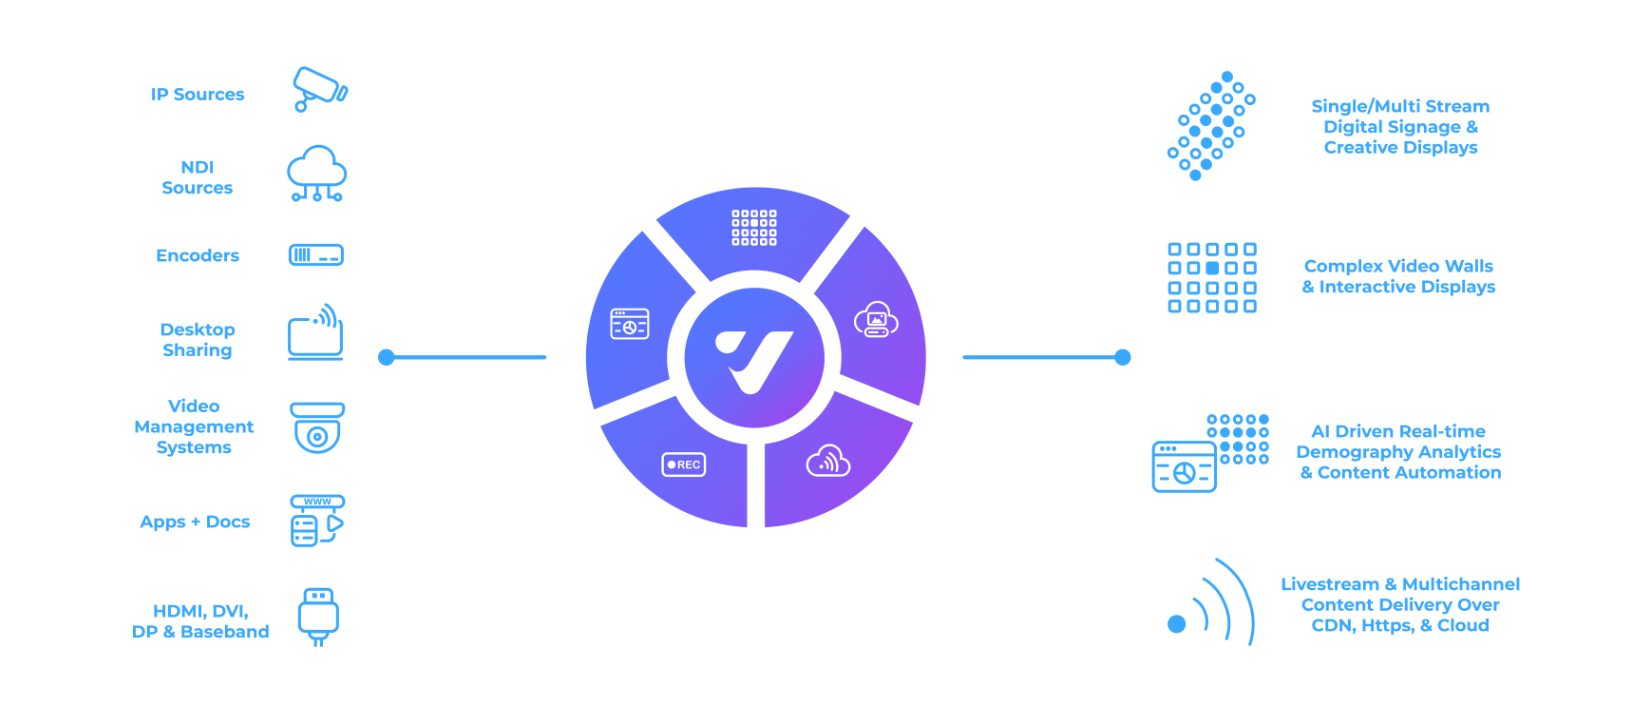 IP Sources
NDI
Sources
Encoders
Desktop
Sharing
Video
Management
Systems
www
Apps + Docs
HDMI, DVI,
DP & Baseband
REC
Single/Multi Stream
Digital Signage &
Creative Displays
Complex Video Walls
& Interactive Displays
AI Driven Real-time
Demography Analytics
& Content Automation
Livestream & Multichannel
Content Delivery Over
CDN, Https, & Cloud